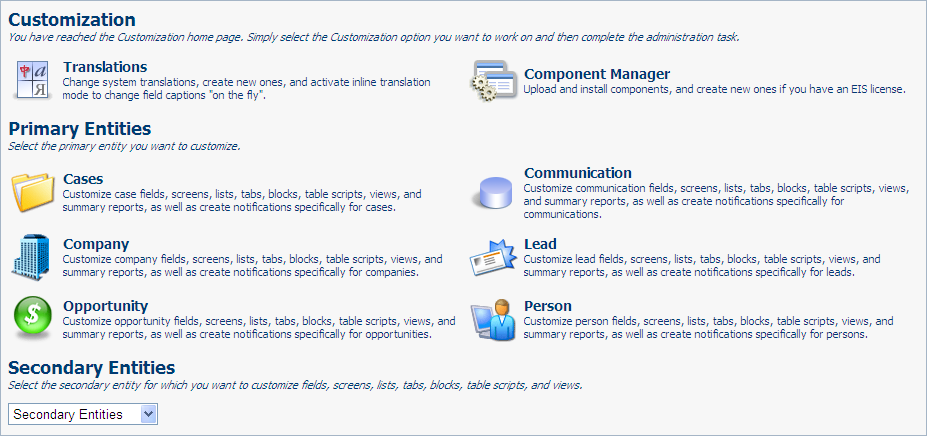 Customization
You have reached the Customization home page. Simply select the Customization option you want to work on and then complete the administration task.
Translations
Change system translations, create new ones, and activate inline translation
mode to change field captions "on the fly".
Component Manager
Upload and install components, and create new ones if you have an EIS license.
Primary Entities
Select the primary entity you want to customize.
Cases
Customize case fields, screens, lists, tabs, blocks, table scripts, views, and
summary reports, as well as create notifications specifically for cases.
Communication
Customize communication fields, screens, lists, tabs, blocks, table scripts, views,
and summary reports, as well as create notifications specifically for
communications.
Company
Customize company fields, screens, lists, tabs, blocks, table scripts, views, and
summary reports, as well as create notifications specifically for companies.
Lead
Customize lead fields, screens, lists, tabs, blocks, table scripts, views, and
summary reports, as well as create notifications specifically for leads.
Opportunity
Customize opportunity fields, screens, lists, tabs, blocks, table scripts, views, and
summary reports, as well as create notifications specifically for opportunities.
Person
Customize person fields, screens, lists, tabs, blocks, table scripts, views, and
summary reports, as well as create notifications specifically for persons.
Secondary Entities
Select the secondary entity for which you want to customize fields, screens, lists, tabs, blocks, table scripts, and views.
Secondary Entities